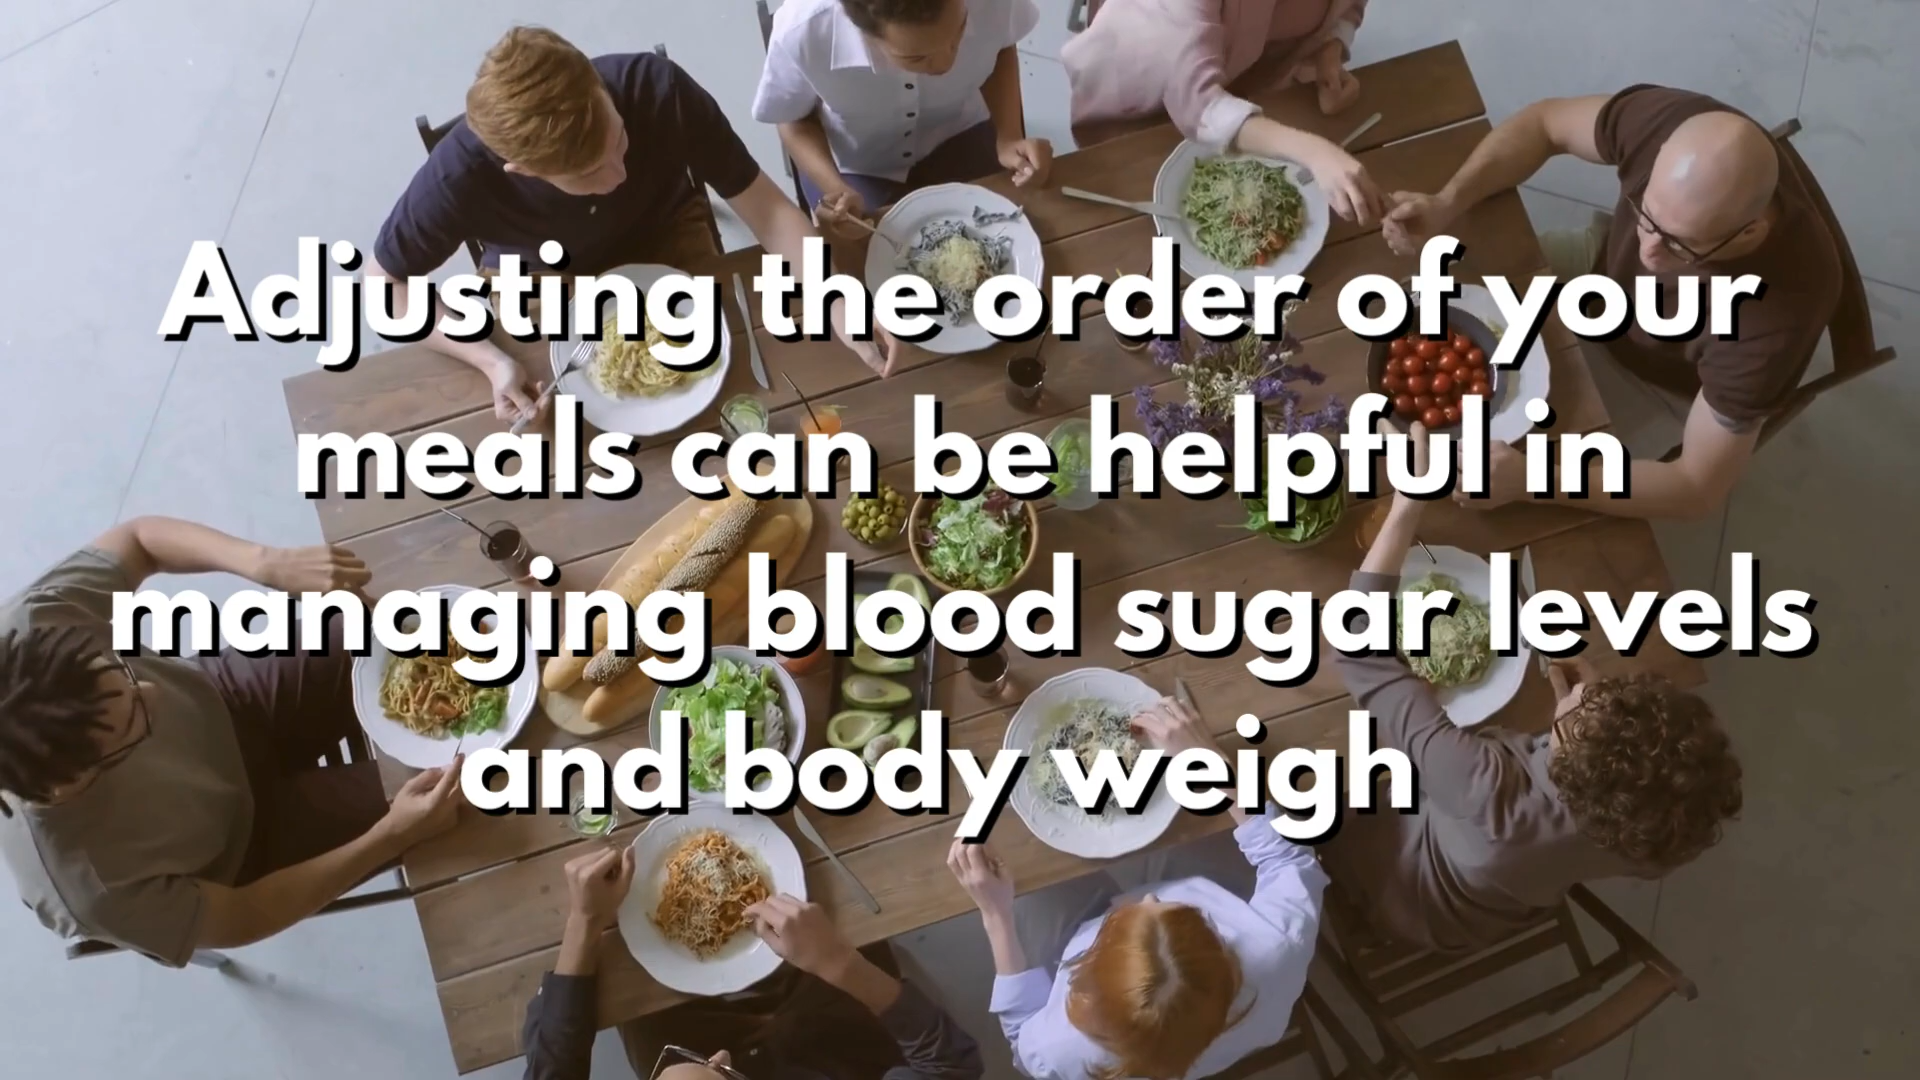 Adjusting the order of your
meals can be helpful in
managing blood sugar levels
and body weigh